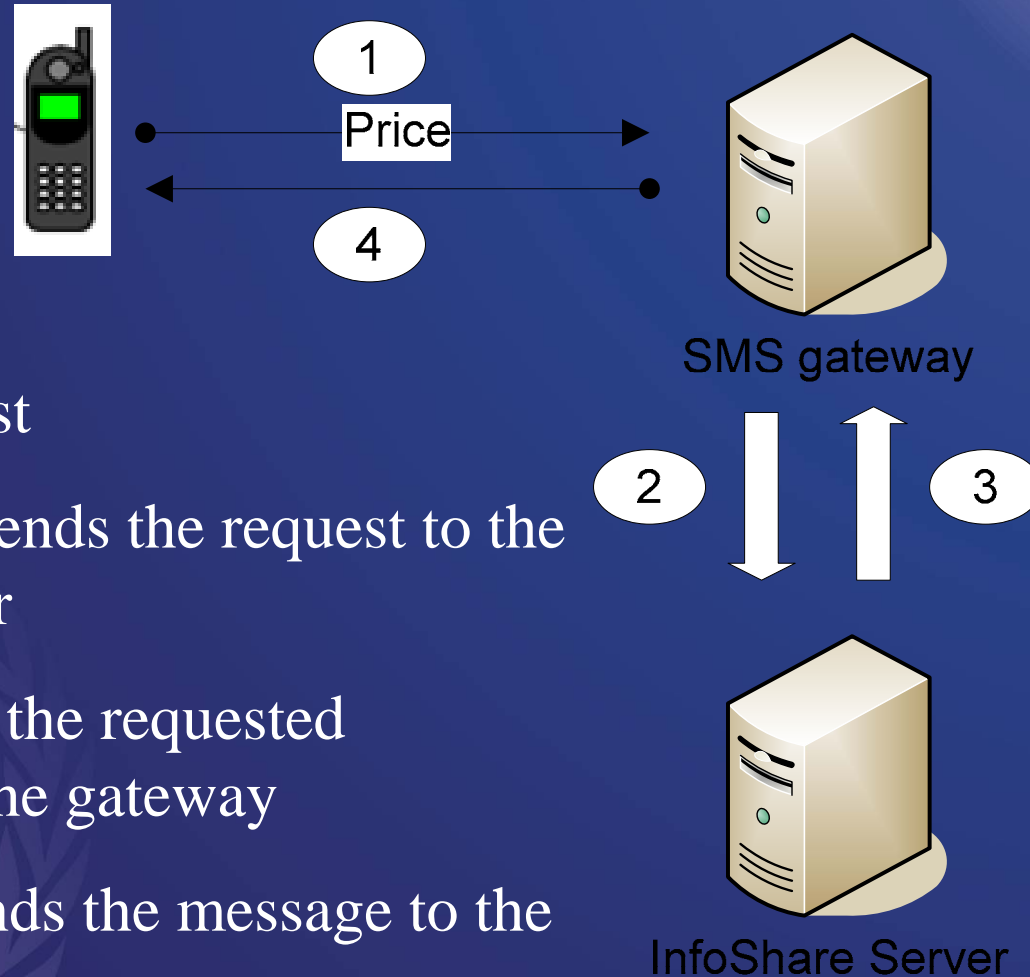 1
Price
4
SMS gateway
2
3
InfoShare Server
st
ends the request to the
r
the requested
he gateway
nds the message to the